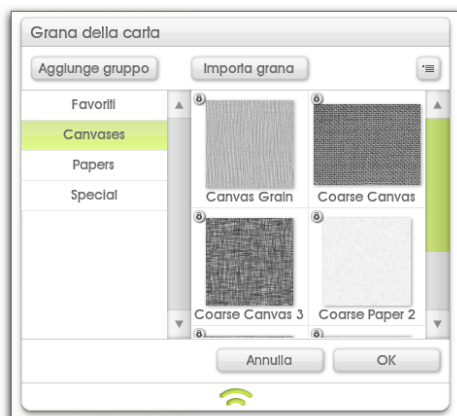 Grana della carta
Aggiunge gruppo
Importa grana
Favoriti
Canvases
Papers
Special
Canvas Grain
Coarse Canvas
Coarse Canvas 3
Coarse Paper 2
Annulla
OK